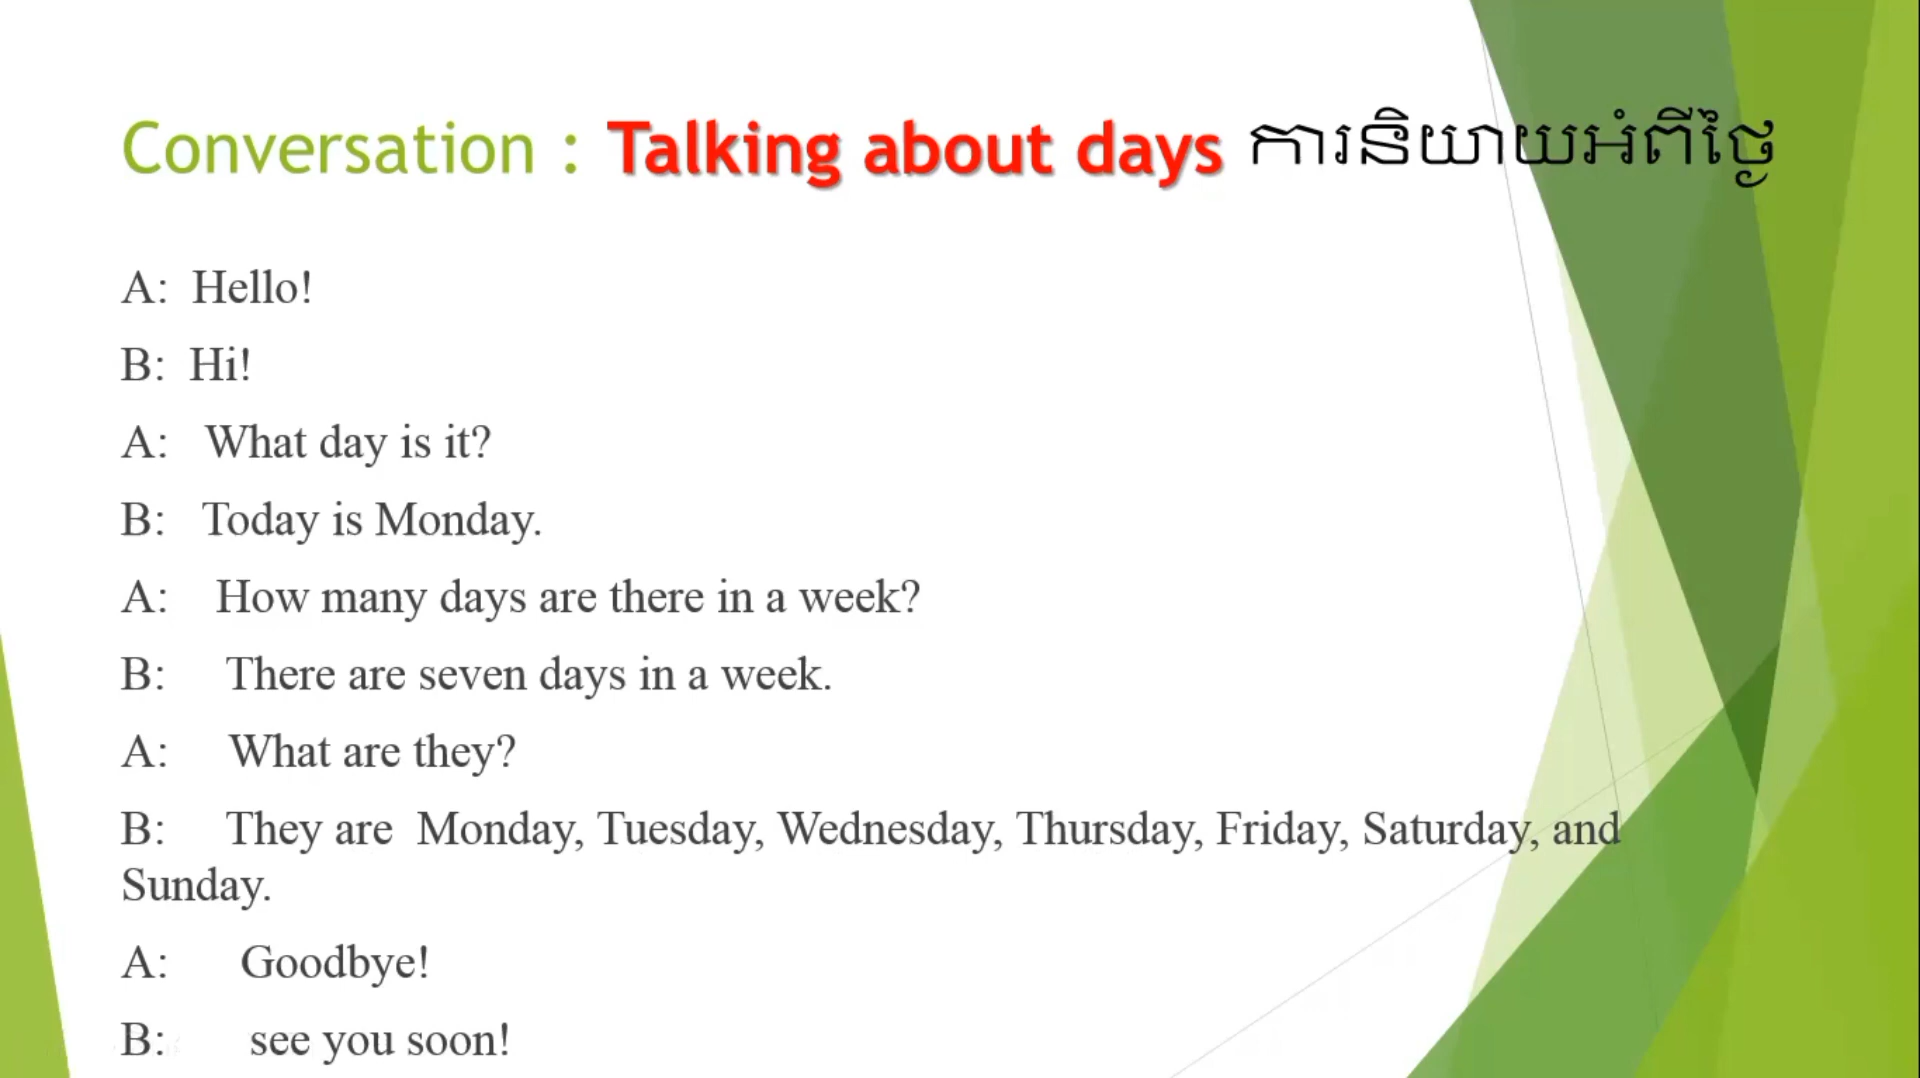 Conversation : Talking about days ការនិយាយអំពីថ្ងៃ
A: Hello!
B: Hi!
A: What day is it?
B: Today is Monday.
A: How many days are there in a week?
B: There are seven days in a week.
A: What are they?
B: They are Monday, Tuesday, Wednesday, Thursday, Friday, Saturday, and
Sunday.
A: Goodbye!
B: see you soon!